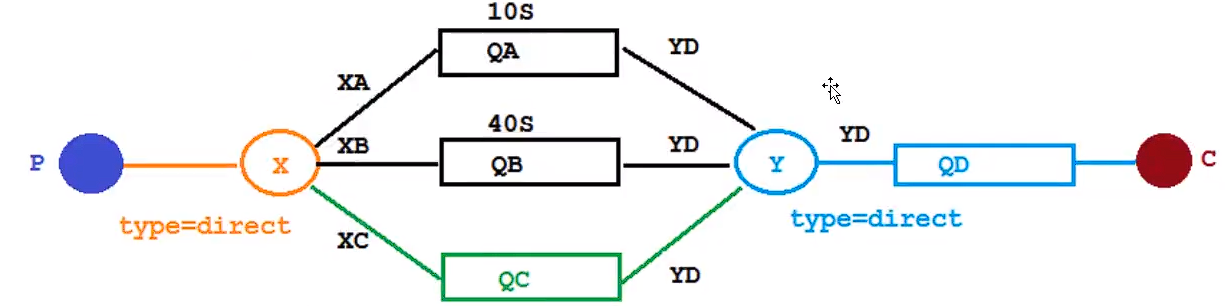 10S
QA
YD
XA
40S
YD
XB
QB
YD
P
X
Y
QD
C
type=direct
type=direct
XC
QC
YD